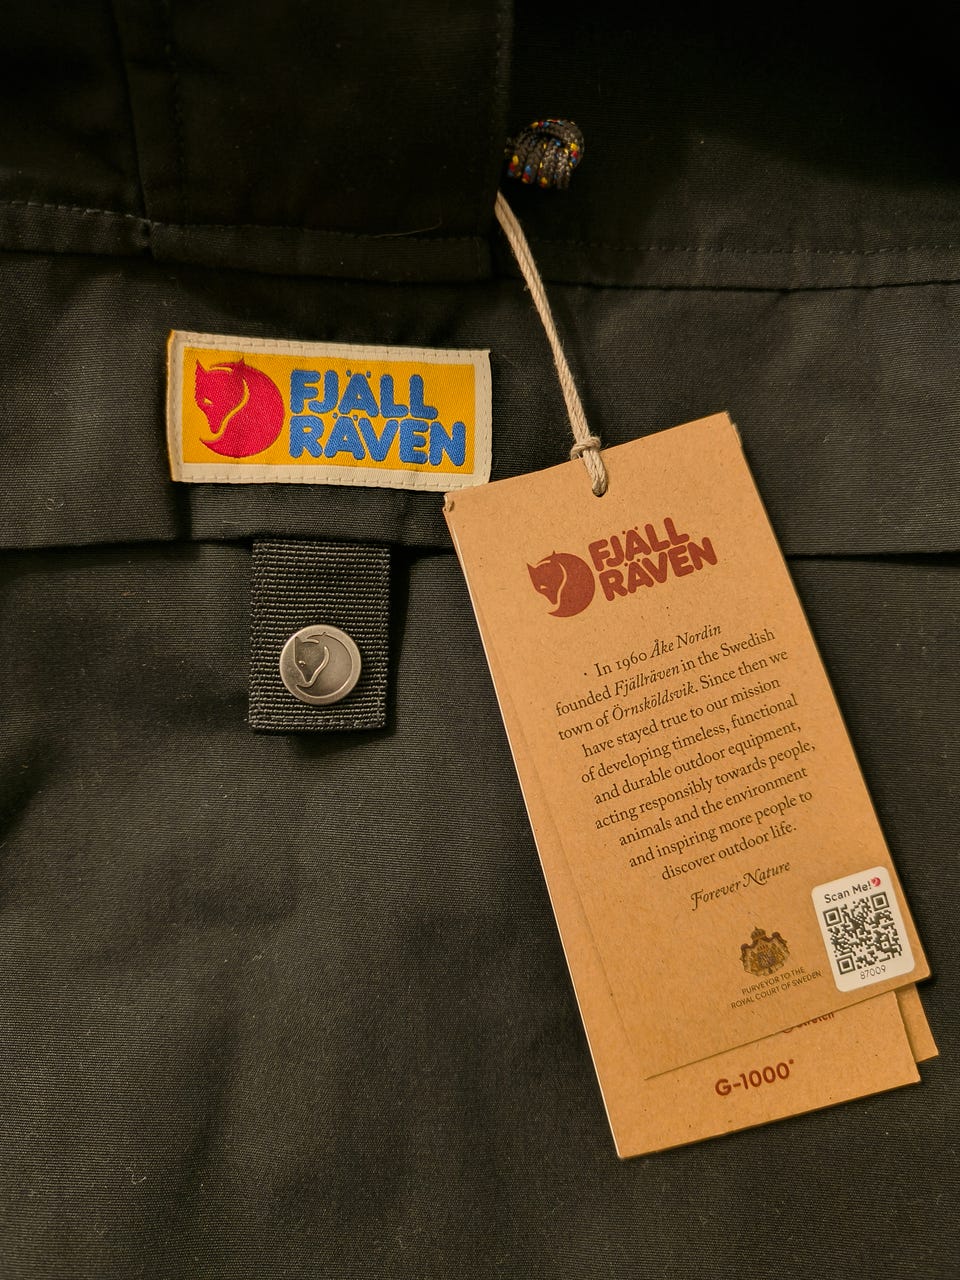 FJÄLL
RÄVEN
FJÄLL
RÄVEN
In 1960 Åke Nordin
founded Fjällräven in the Swedish
town of Örnsköldsvik. Since then we
have stayed true to our mission
of developing timeless, functional
and durable outdoor equipment,
acting responsibly towards people,
animals and the environment
and inspiring more people to
discover outdoor life.
Forever Nature
PURVEYOR TO THE
ROYAL COURT OF SWEDEN
Scan Me!
87009
G-1000®